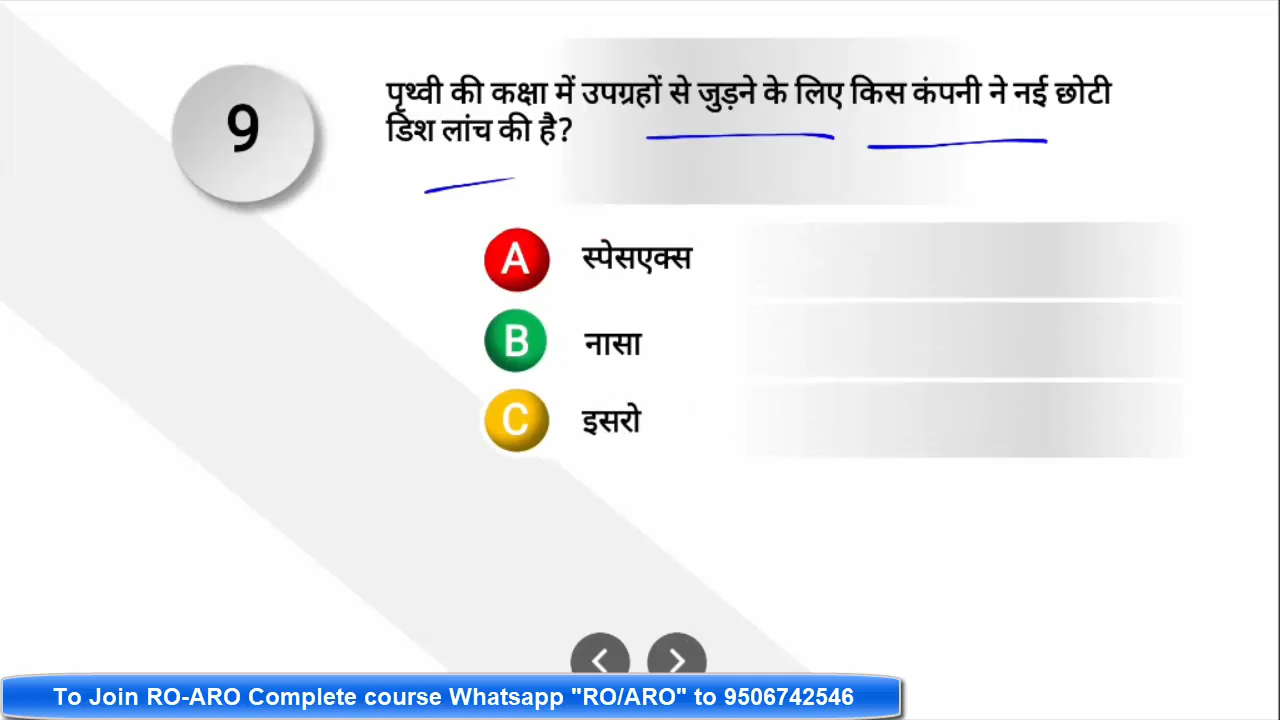 9
पृथ्वी की कक्षा में उपग्रहों से जुड़ने के लिए किस कंपनी ने नई छोटी
डिश लांच की है?
A स्पेसएक्स
B नासा
C इसरो
To Join RO-ARO Complete course Whatsapp "RO/ARO" to 9506742546